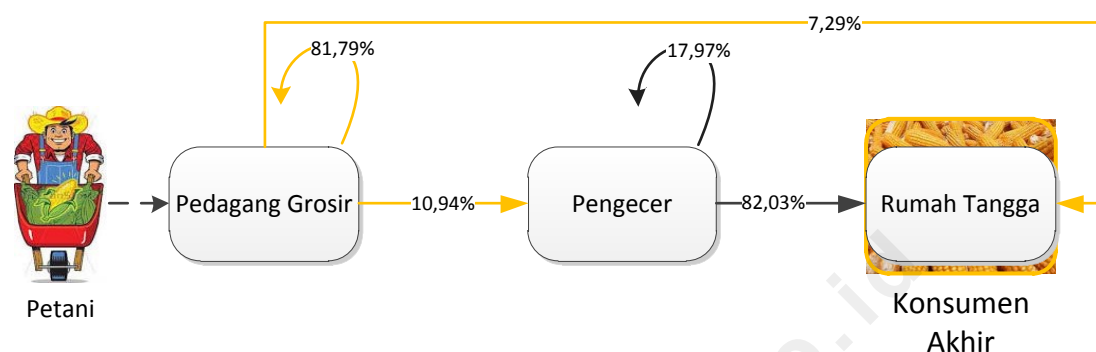 7,29%
81,79%
17,97%
Pedagang Grosir
10,94%
Pengecer
82,03%
Rumah Tangga
Petani
Konsumen
Akhir